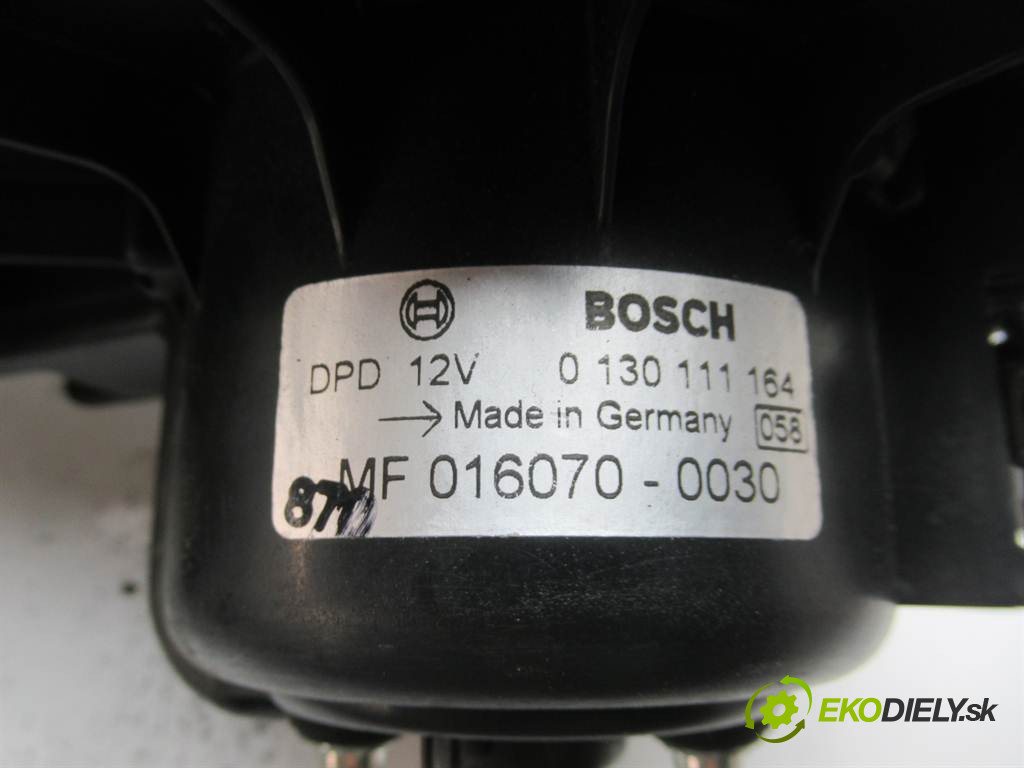 BOSCH
DPD 12V 0 130 111 164
→ Made in Germany 058
MF 016070 - 0030
EKODIELY.sk